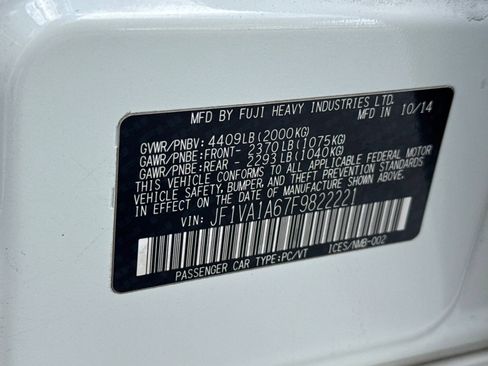 MFD BY FUJI HEAVY INDUSTRIES LTD.
MFD IN 10/14
GVWR/PNBV: 4409LB(2000KG)
GAWR/PNBE:FRONT- 2370LB(1075KG)
GAWR/PNBE:REAR - 2293LB(1040KG)
THIS VEHICLE CONFORMS TO ALL APPLICABLE FEDERAL MOTOR
VEHICLE SAFETY, BUMPER, AND THEFT PREVENTION STANDARDS
IN EFFECT ON THE DATE OF MANUFACTURE SHOWN ABOVE.
VIN: JF1VA1A67F9822221
PASSENGER CAR TYPE:PC/VT ICES/NMB-002